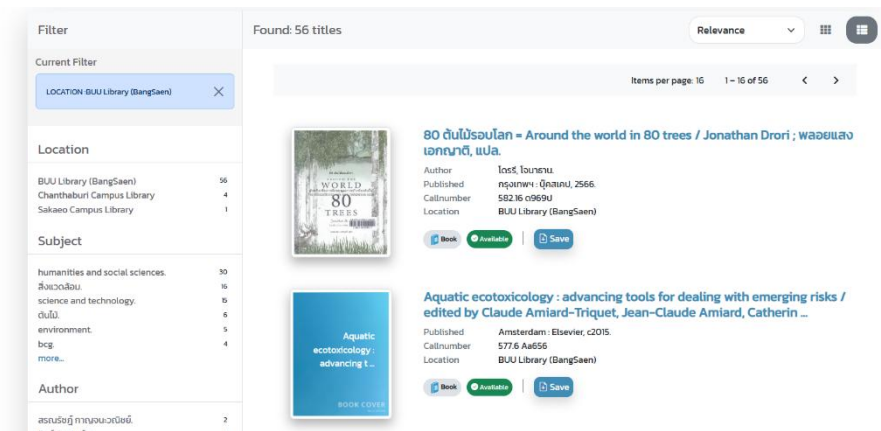 Filter
Found: 56 titles
Relevance
Current Filter
LOCATION:BUU Library (BangSaen)
Items per page: 16 1 – 16 of 56
Location
BUU Library (BangSaen) 56
Chanthaburi Campus Library 4
Sakaeo Campus Library 1
Subject
humanities and social sciences. 30
สิ่งแวดล้อม. 16
science and technology. 15
ต้นไม้. 6
environment. 5
bcg. 4
more...
Author
WORLD
80
TREES
80 ต้นไม้รอบโลก = Around the world in 80 trees / Jonathan Drori ; พลอยแสง
เอกญาติ, แปล.
Author ดรอรี, โจนาธาน.
Published กรุงเทพฯ : บุ๊คสเคป, 2566.
Callnumber 582.16 ด969ป
Location BUU Library (BangSaen)
Book Available Save
Aquatic
ecotoxicology :
advancing t ...
BOOK COVER
Aquatic ecotoxicology : advancing tools for dealing with emerging risks /
edited by Claude Amiard-Triquet, Jean-Claude Amiard, Catherin ...
Published Amsterdam : Elsevier, c2015.
Callnumber 577.6 Aa656
Location BUU Library (BangSaen)
Book Available Save